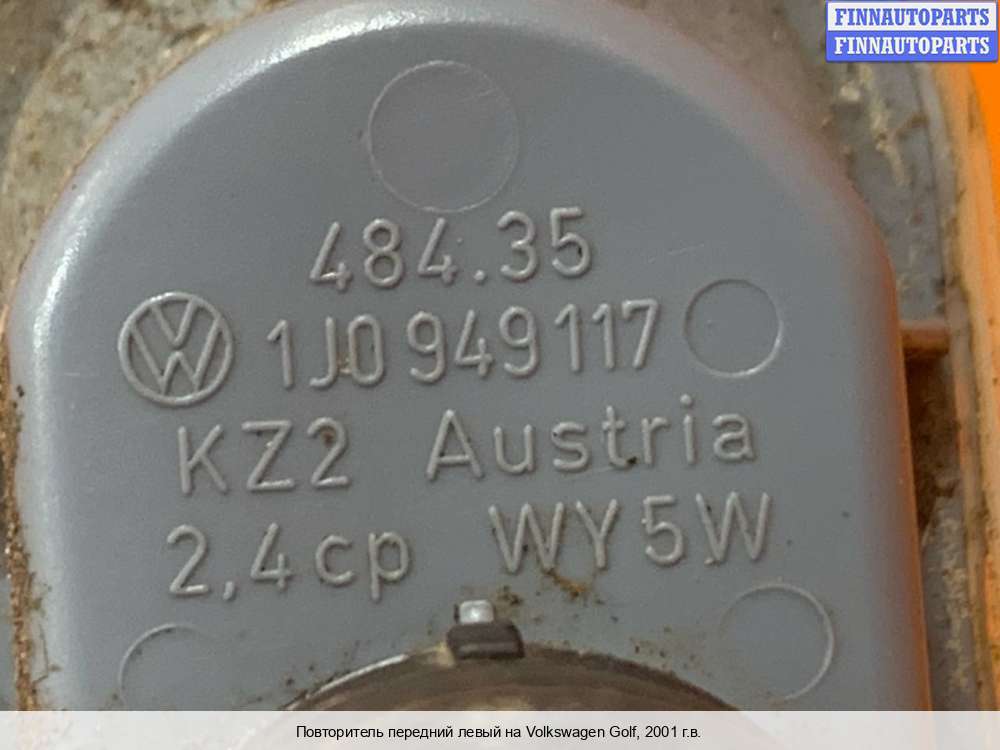 FINNAUTOPARTS
FINNAUTOPARTS
484.35
VW 1J0 949 117
KZ2 Austria
2,4cp WY5W
Повторитель передний левый на Volkswagen Golf, 2001 г.в.